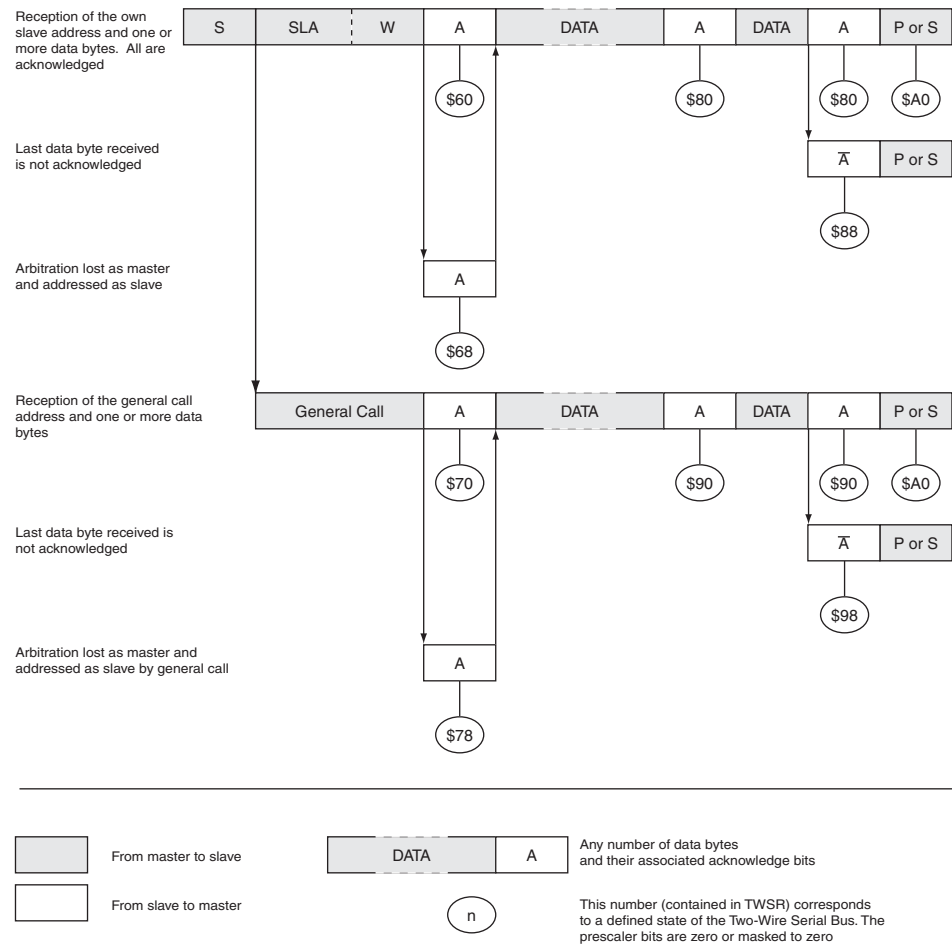 Reception of the own
slave address and one or
more data bytes. All are
acknowledged
S SLA W A DATA A DATA A P or S
$60 $80 $80 $A0
Last data byte received
is not acknowledged
A̅ P or S
$88
Arbitration lost as master
and addressed as slave
A
$68
Reception of the general call
address and one or more data
bytes
General Call A DATA A DATA A P or S
$70 $90 $90 $A0
Last data byte received is
not acknowledged
A̅ P or S
$98
Arbitration lost as master and
addressed as slave by general call
A
$78
From master to slave
DATA A
Any number of data bytes
and their associated acknowledge bits
From slave to master
n
This number (contained in TWSR) corresponds
to a defined state of the Two-Wire Serial Bus. The
prescaler bits are zero or masked to zero